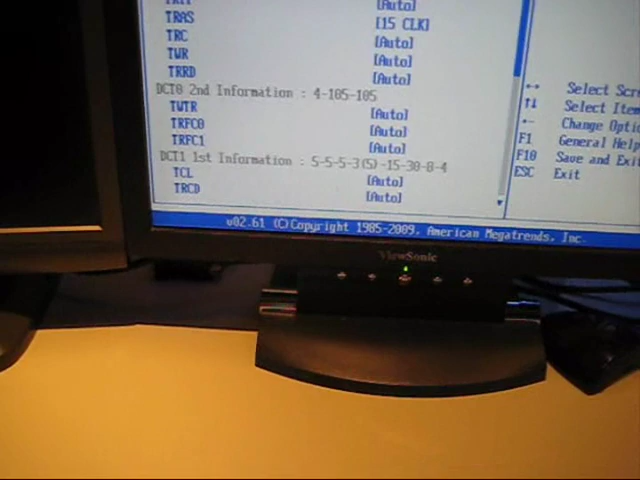 [Auto]
TRAS [15 CLK]
TRC [Auto]
TWR [Auto]
TRRD [Auto]
DCT0 2nd Information : 4-105-105
TWTR [Auto]
TRFC0 [Auto]
TRFC1 [Auto]
DCT1 1st Information : 5-5-5-3(5)-15-30-8-4
TCL [Auto]
TRCD [Auto]
↔ Select Scr
↑↓ Select Item
Change Opti
F1 General Help
F10 Save and Exit
ESC Exit
v02.61 (C)Copyright 1985-2009, American Megatrends, Inc.
ViewSonic